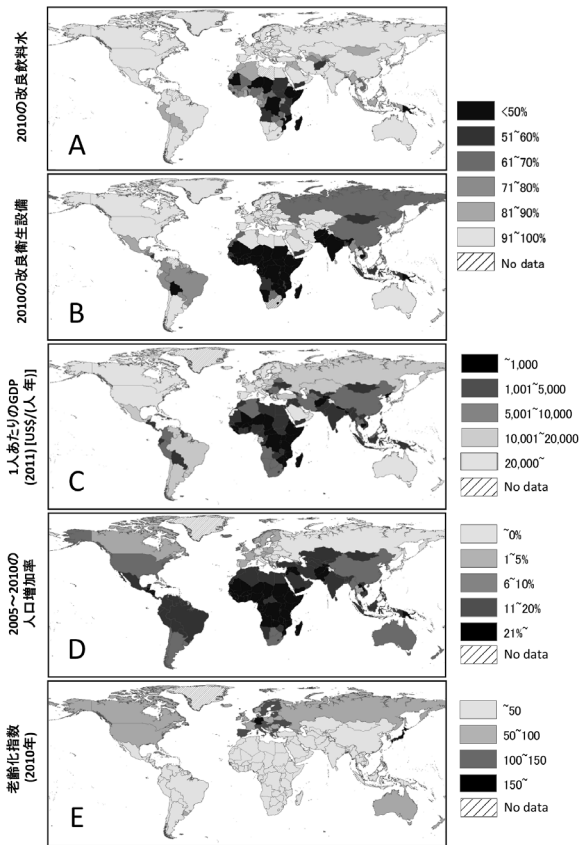 2010の改良飲料水
A
<50%
51~60%
61~70%
71~80%
81~90%
91~100%
No data
2010の改良衛生設備
B
1人あたりのGDP
(2011) [US$/(人 年)]
C
~1,000
1,001~5,000
5,001~10,000
10,001~20,000
20,000~
No data
2005～2010の
人口増加率
D
~0%
1~5%
6~10%
11~20%
21%~
No data
老齢化指数
(2010年)
E
~50
50~100
100~150
150~
No data